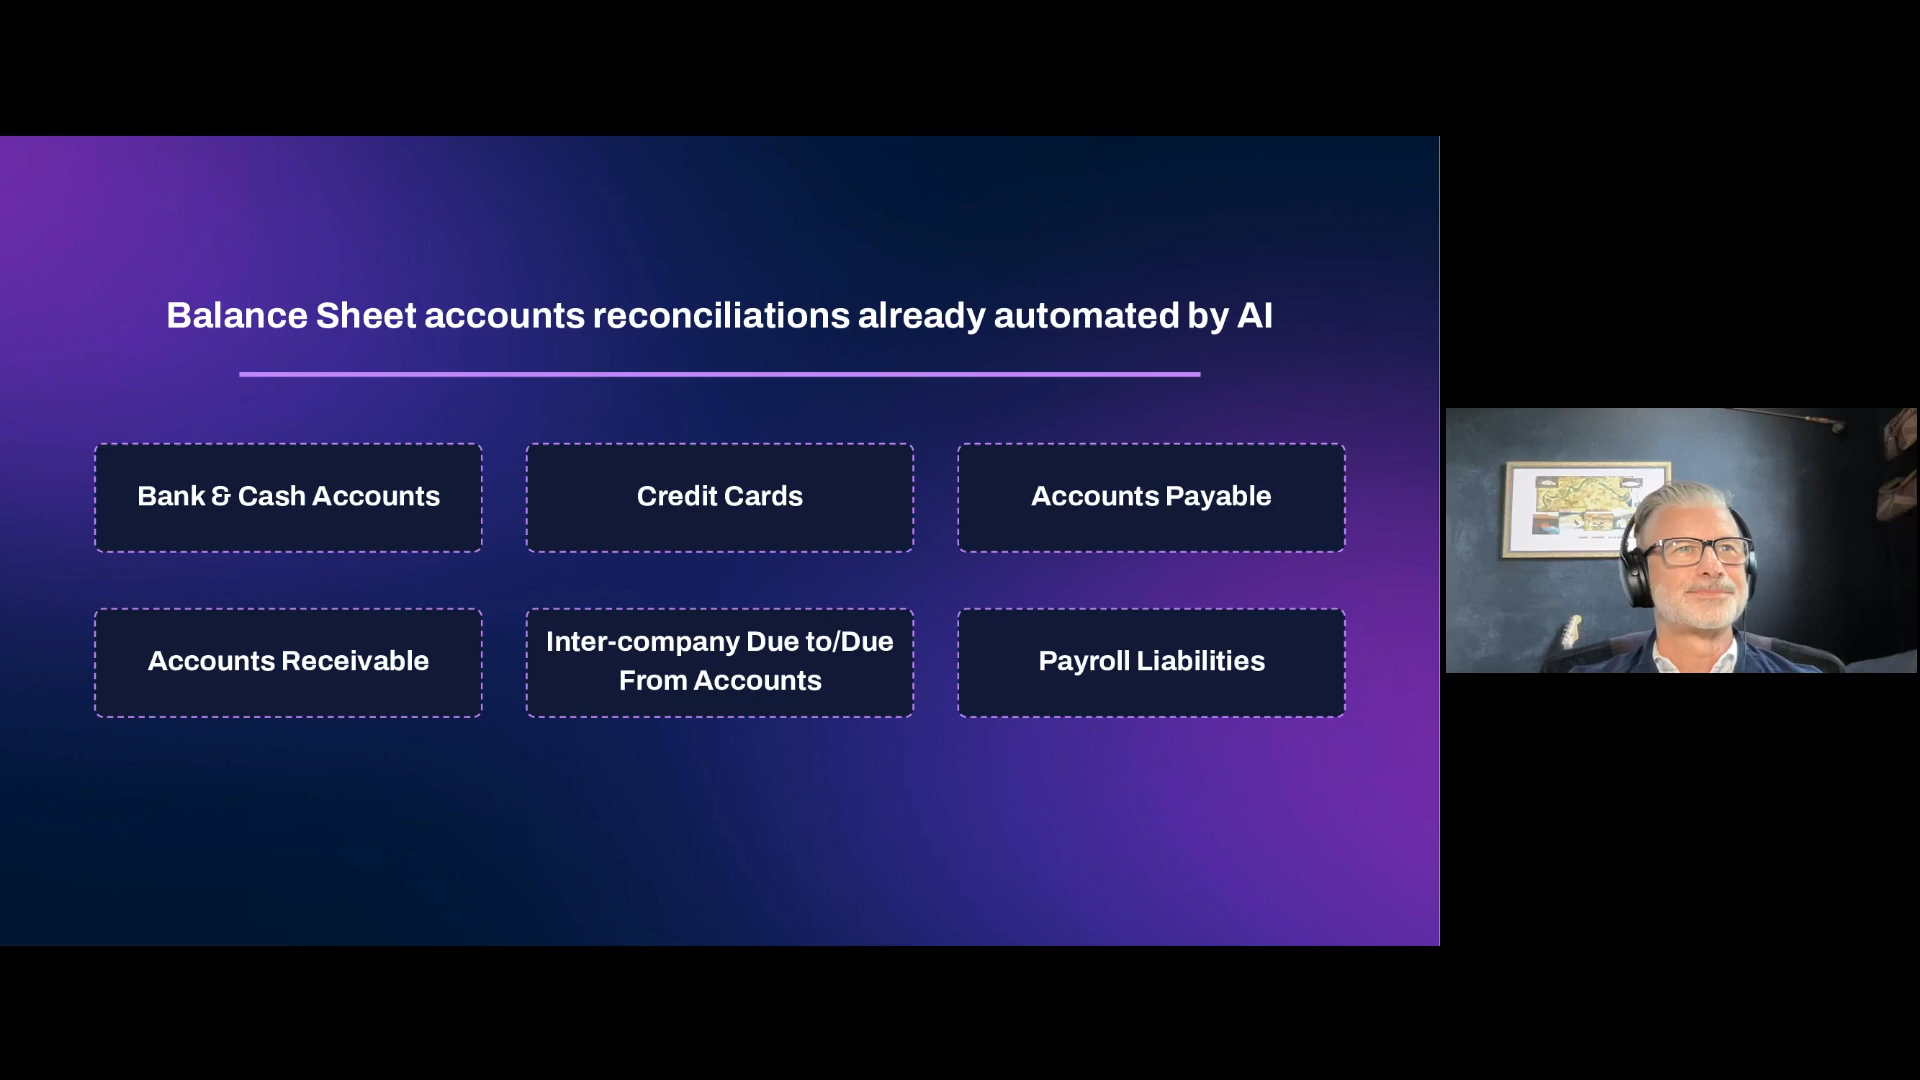 Balance Sheet accounts reconciliations already automated by AI
Bank & Cash Accounts
Credit Cards
Accounts Payable
Accounts Receivable
Inter-company Due to/Due
From Accounts
Payroll Liabilities